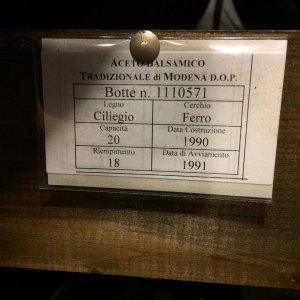 ACETO BALSAMICO
TRADIZIONALE di MODENA D.O.P.
Botte n. 1110571
Legno
Ciliegio
Cerchio
Ferro
Capacità
20
Data Costruzione
1990
Riempimento
18
Data di Avviamento
1991